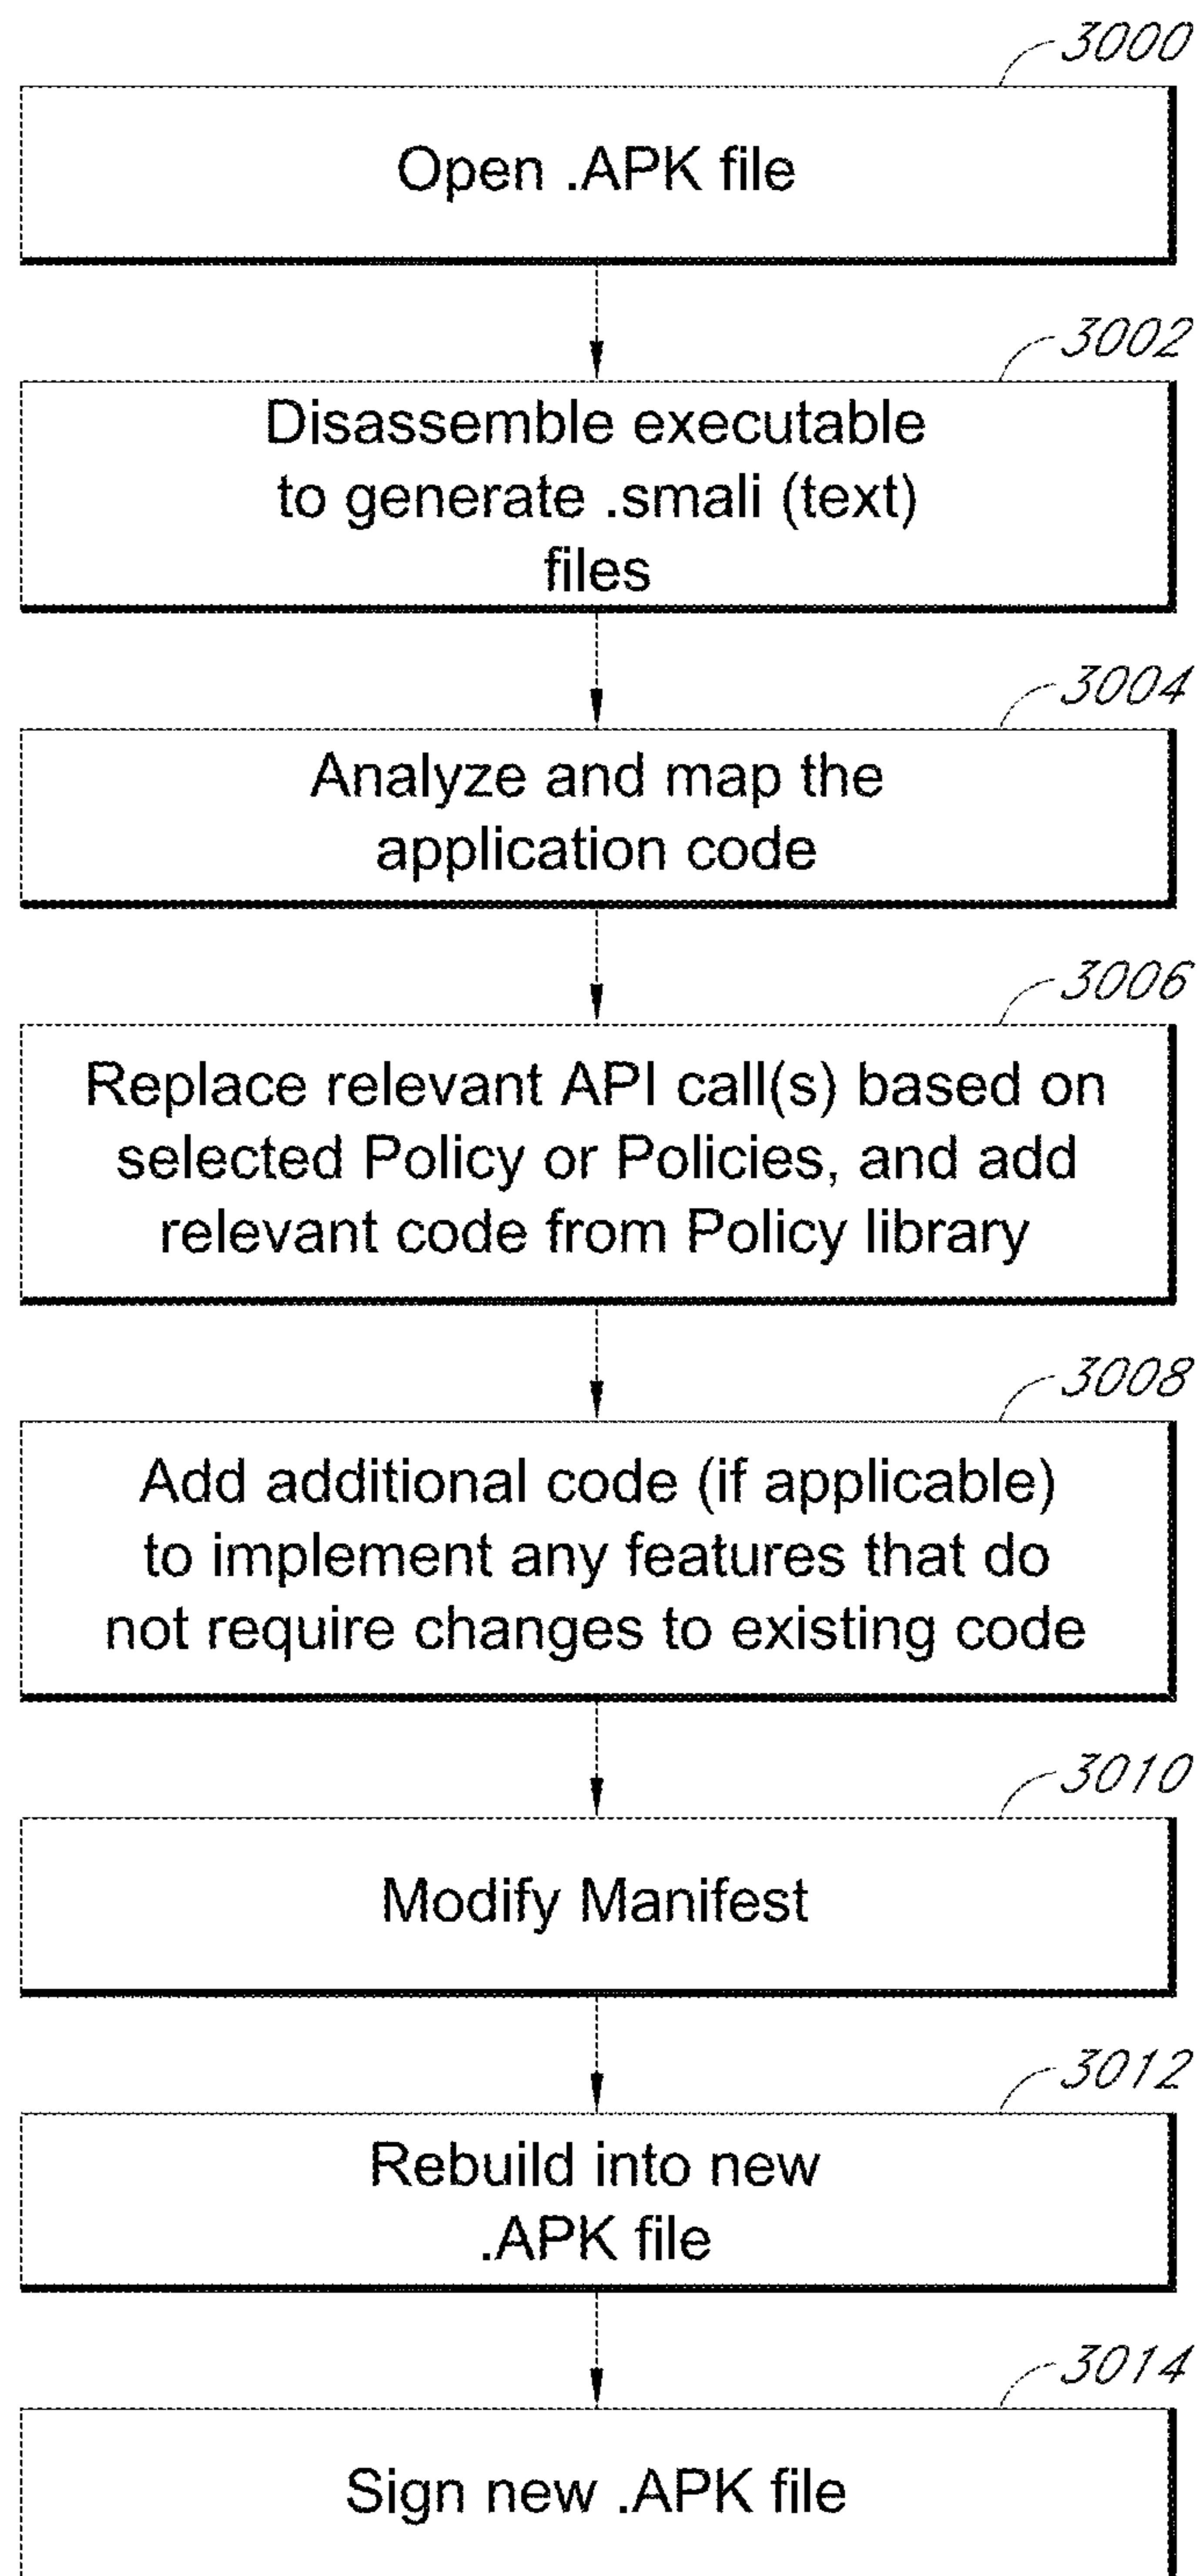 3000
Open .APK file
3002
Disassemble executable
to generate .smali (text)
files
3004
Analyze and map the
application code
3006
Replace relevant API call(s) based on
selected Policy or Policies, and add
relevant code from Policy library
3008
Add additional code (if applicable)
to implement any features that do
not require changes to existing code
3010
Modify Manifest
3012
Rebuild into new
.APK file
3014
Sign new .APK file